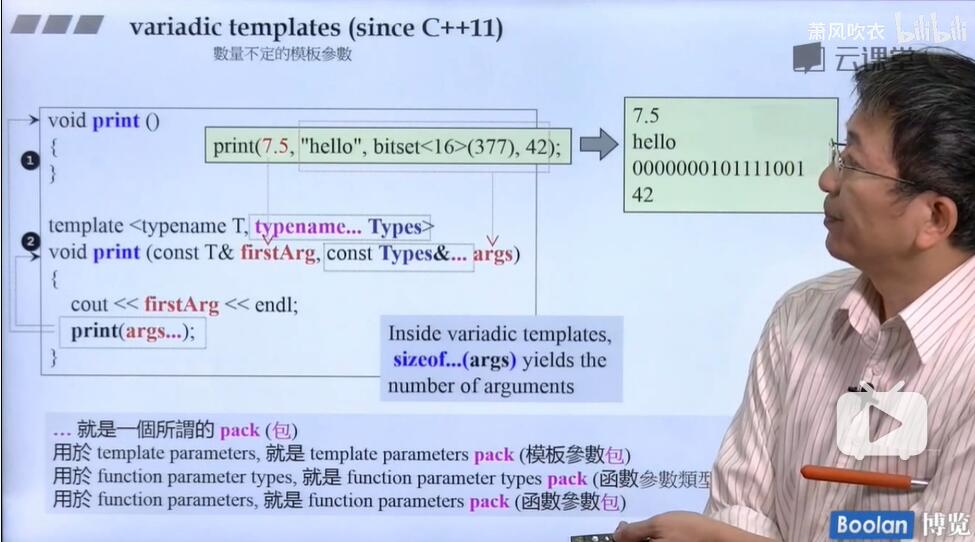 variadic templates (since C++11)
數量不定的模板參數
萧风吹衣 bilibili
云课堂
void print ()
{
}
1
print(7.5, "hello", bitset<16>(377), 42);
7.5
hello
0000000101111001
42
2
template <typename T, typename... Types>
void print (const T& firstArg, const Types&... args)
{
cout << firstArg << endl;
print(args...);
}
Inside variadic templates,
sizeof...(args) yields the
number of arguments
... 就是一個所謂的 pack (包)
用於 template parameters, 就是 template parameters pack (模板參數包)
用於 function parameter types, 就是 function parameter types pack (函數參數類型
用於 function parameters, 就是 function parameters pack (函數參數包)
Boolan 博览